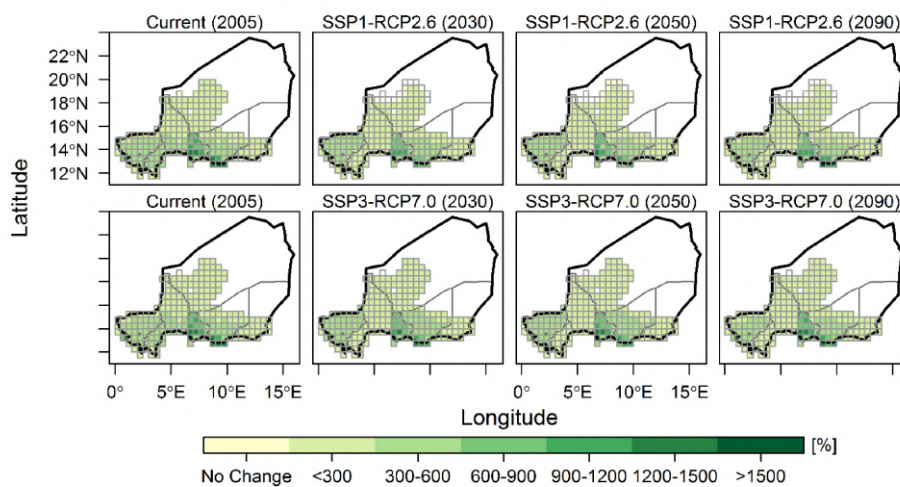 Current (2005) SSP1-RCP2.6 (2030) SSP1-RCP2.6 (2050) SSP1-RCP2.6 (2090)
22°N
20°N
18°N
16°N
14°N
12°N
Latitude
Current (2005) SSP3-RCP7.0 (2030) SSP3-RCP7.0 (2050) SSP3-RCP7.0 (2090)
0° 5°E 10°E 15°E 0° 5°E 10°E 15°E
Longitude
[%]
No Change <300 300-600 600-900 900-1200 1200-1500 >1500